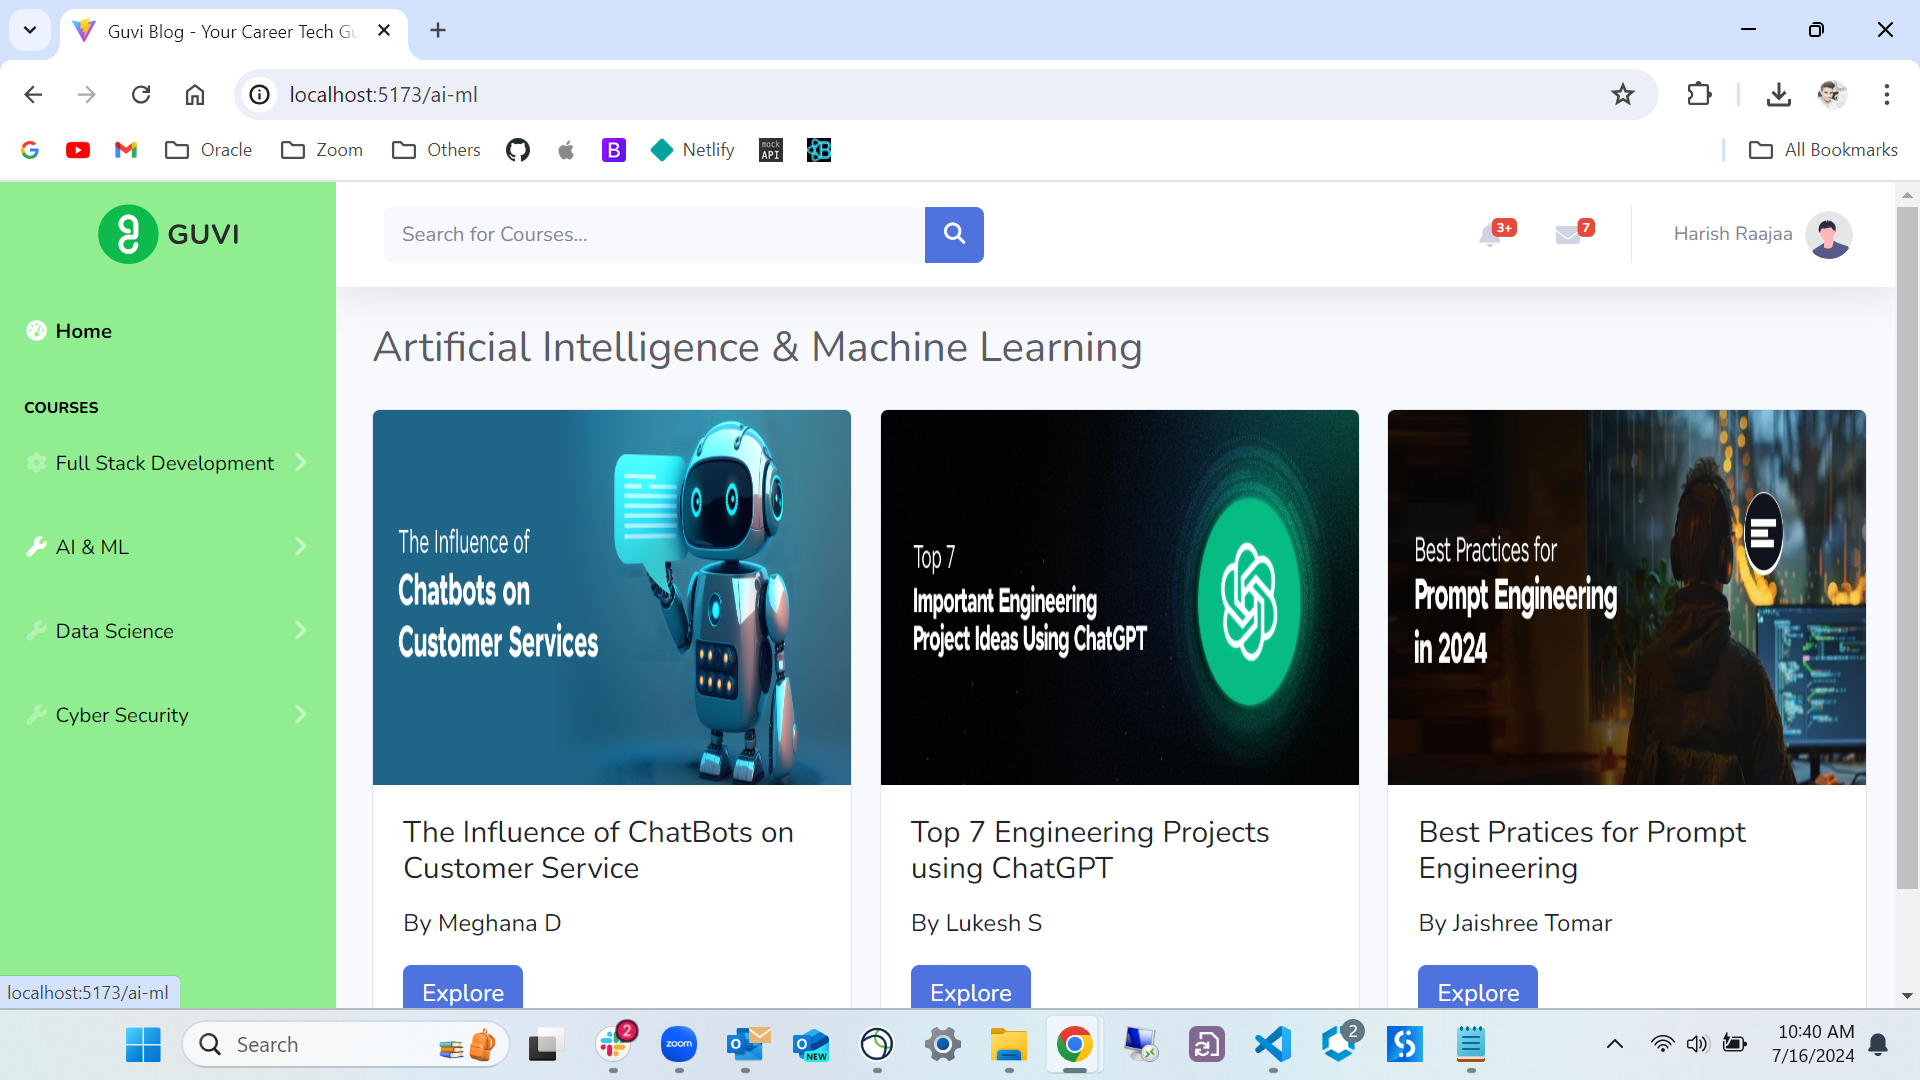 Guvi Blog - Your Career Tech Gu
localhost:5173/ai-ml
Oracle
Zoom
Others
Netlify
mock
API
All Bookmarks
GUVI
Search for Courses...
3+
7
Harish Raajaa
Home
COURSES
Full Stack Development
AI & ML
Data Science
Cyber Security
Artificial Intelligence & Machine Learning
The Influence of
Chatbots on
Customer Services
Top 7
Important Engineering
Project Ideas Using ChatGPT
Best Practices for
Prompt Engineering
in 2024
The Influence of ChatBots on
Customer Service
By Meghana D
Explore
Top 7 Engineering Projects
using ChatGPT
By Lukesh S
Explore
Best Pratices for Prompt
Engineering
By Jaishree Tomar
Explore
localhost:5173/ai-ml
Search
2
zoom
NEW
2
10:40 AM
7/16/2024